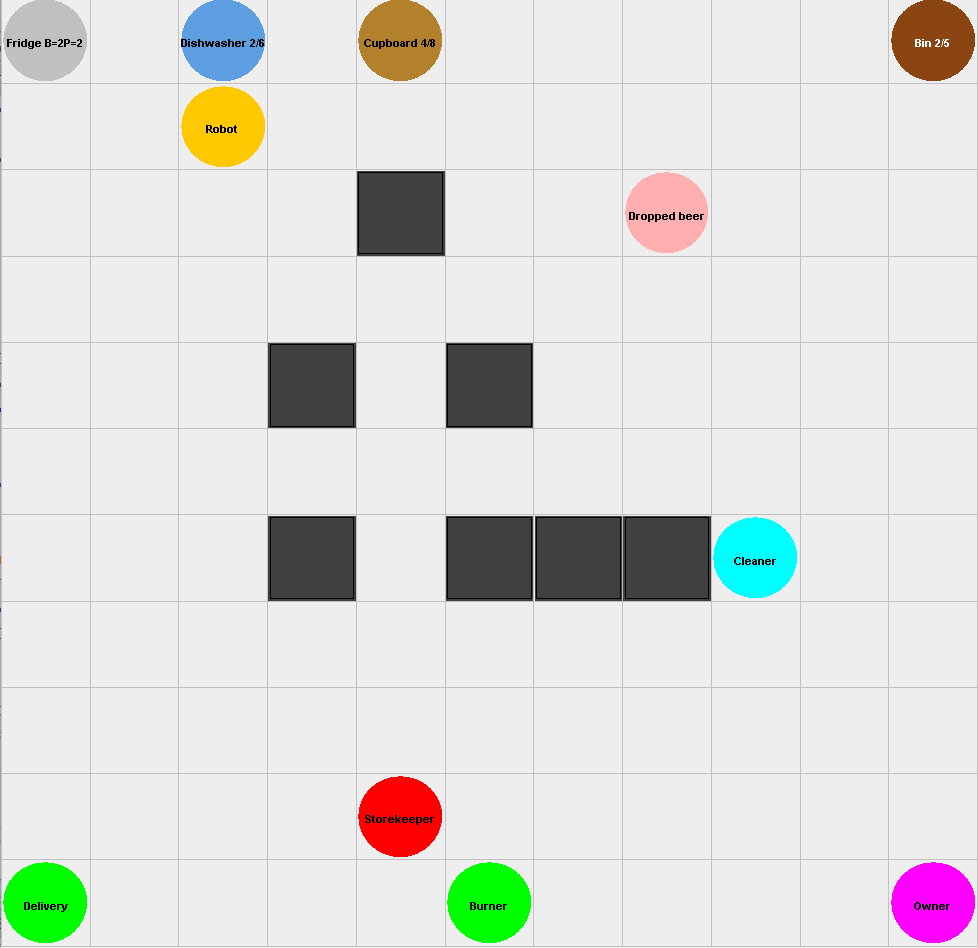 Fridge B=2P=2
Dishwasher 2/6
Cupboard 4/8
Bin 2/5
Robot
Dropped beer
Cleaner
Storekeeper
Delivery
Burner
Owner